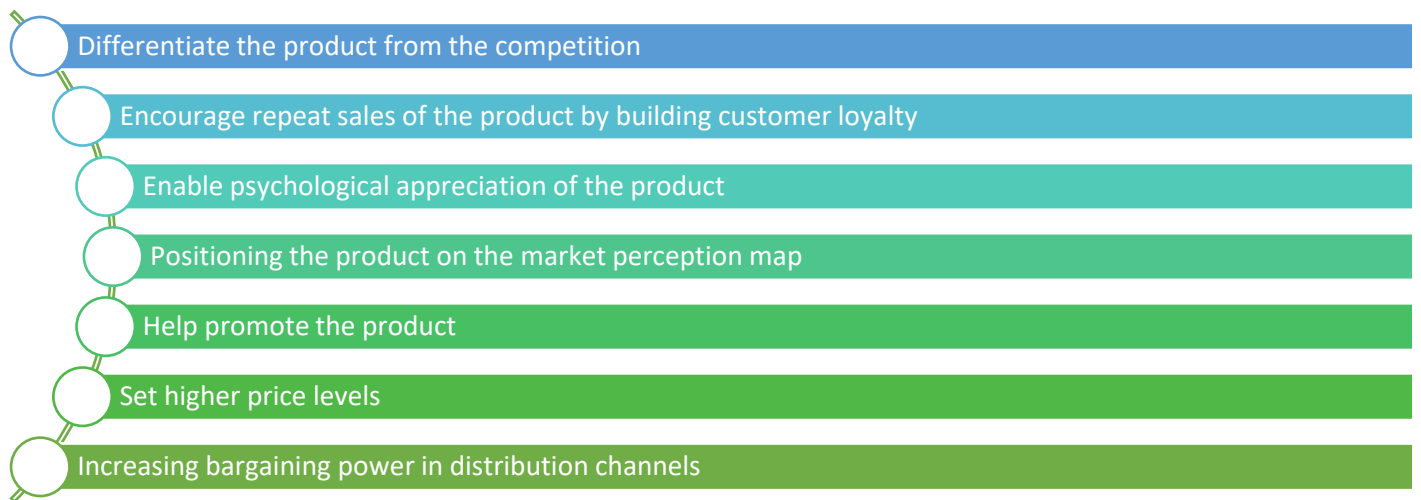 Differentiate the product from the competition
Encourage repeat sales of the product by building customer loyalty
Enable psychological appreciation of the product
Positioning the product on the market perception map
Help promote the product
Set higher price levels
Increasing bargaining power in distribution channels